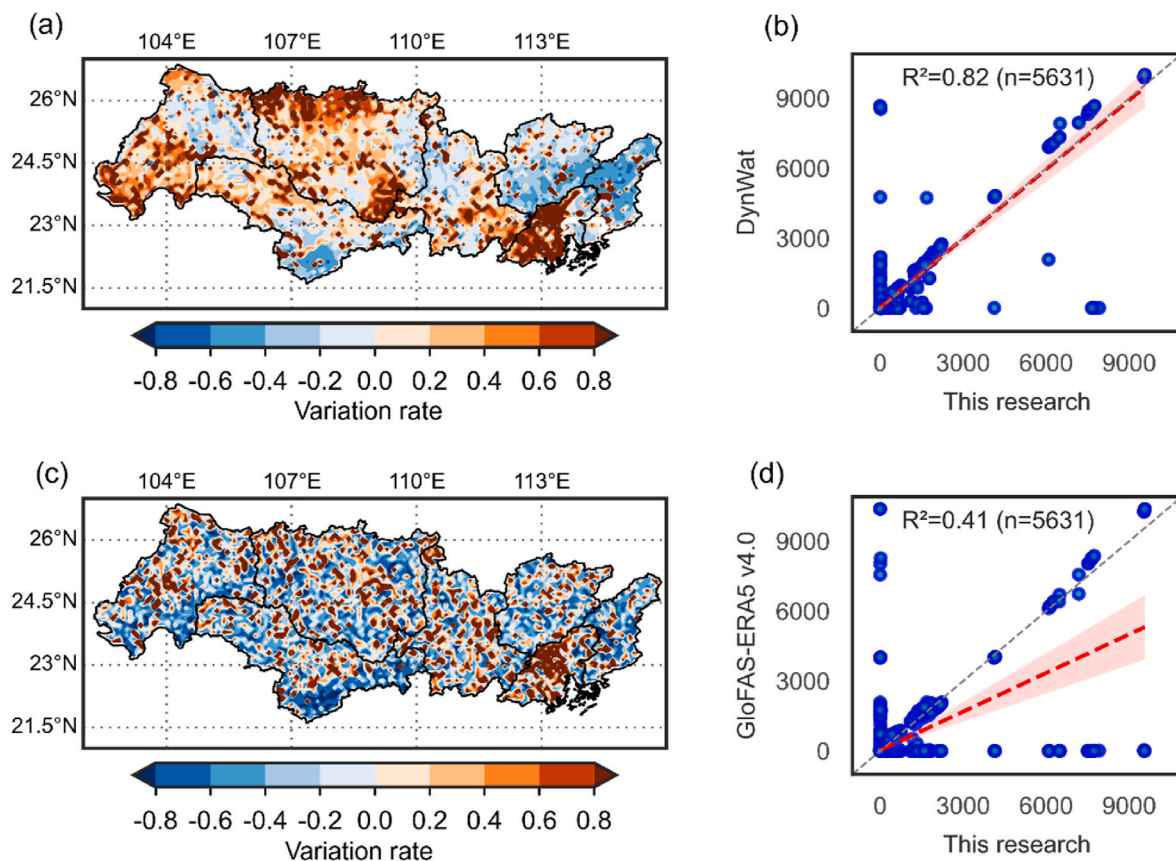 (a)
104°E 107°E 110°E 113°E
26°N
24.5°N
23°N
21.5°N
-0.8 -0.6 -0.4 -0.2 0.0 0.2 0.4 0.6 0.8
Variation rate
(b)
R²=0.82 (n=5631)
DynWat
9000
6000
3000
0
0 3000 6000 9000
This research
(c)
104°E 107°E 110°E 113°E
26°N
24.5°N
23°N
21.5°N
-0.8 -0.6 -0.4 -0.2 0.0 0.2 0.4 0.6 0.8
Variation rate
(d)
R²=0.41 (n=5631)
GloFAS-ERA5 v4.0
9000
6000
3000
0
0 3000 6000 9000
This research